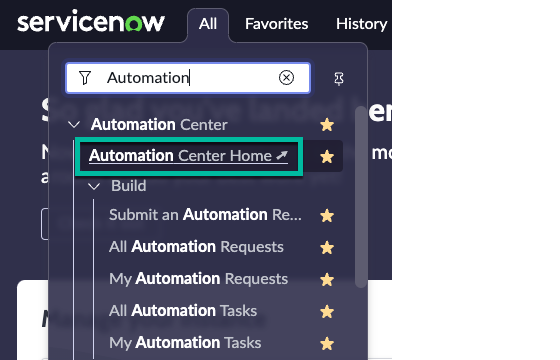 servicenow
All
Favorites
History
Automation
Automation Center
Automation Center Home
Build
Submit an Automation Re...
All Automation Requests
My Automation Requests
All Automation Tasks
My Automation Tasks